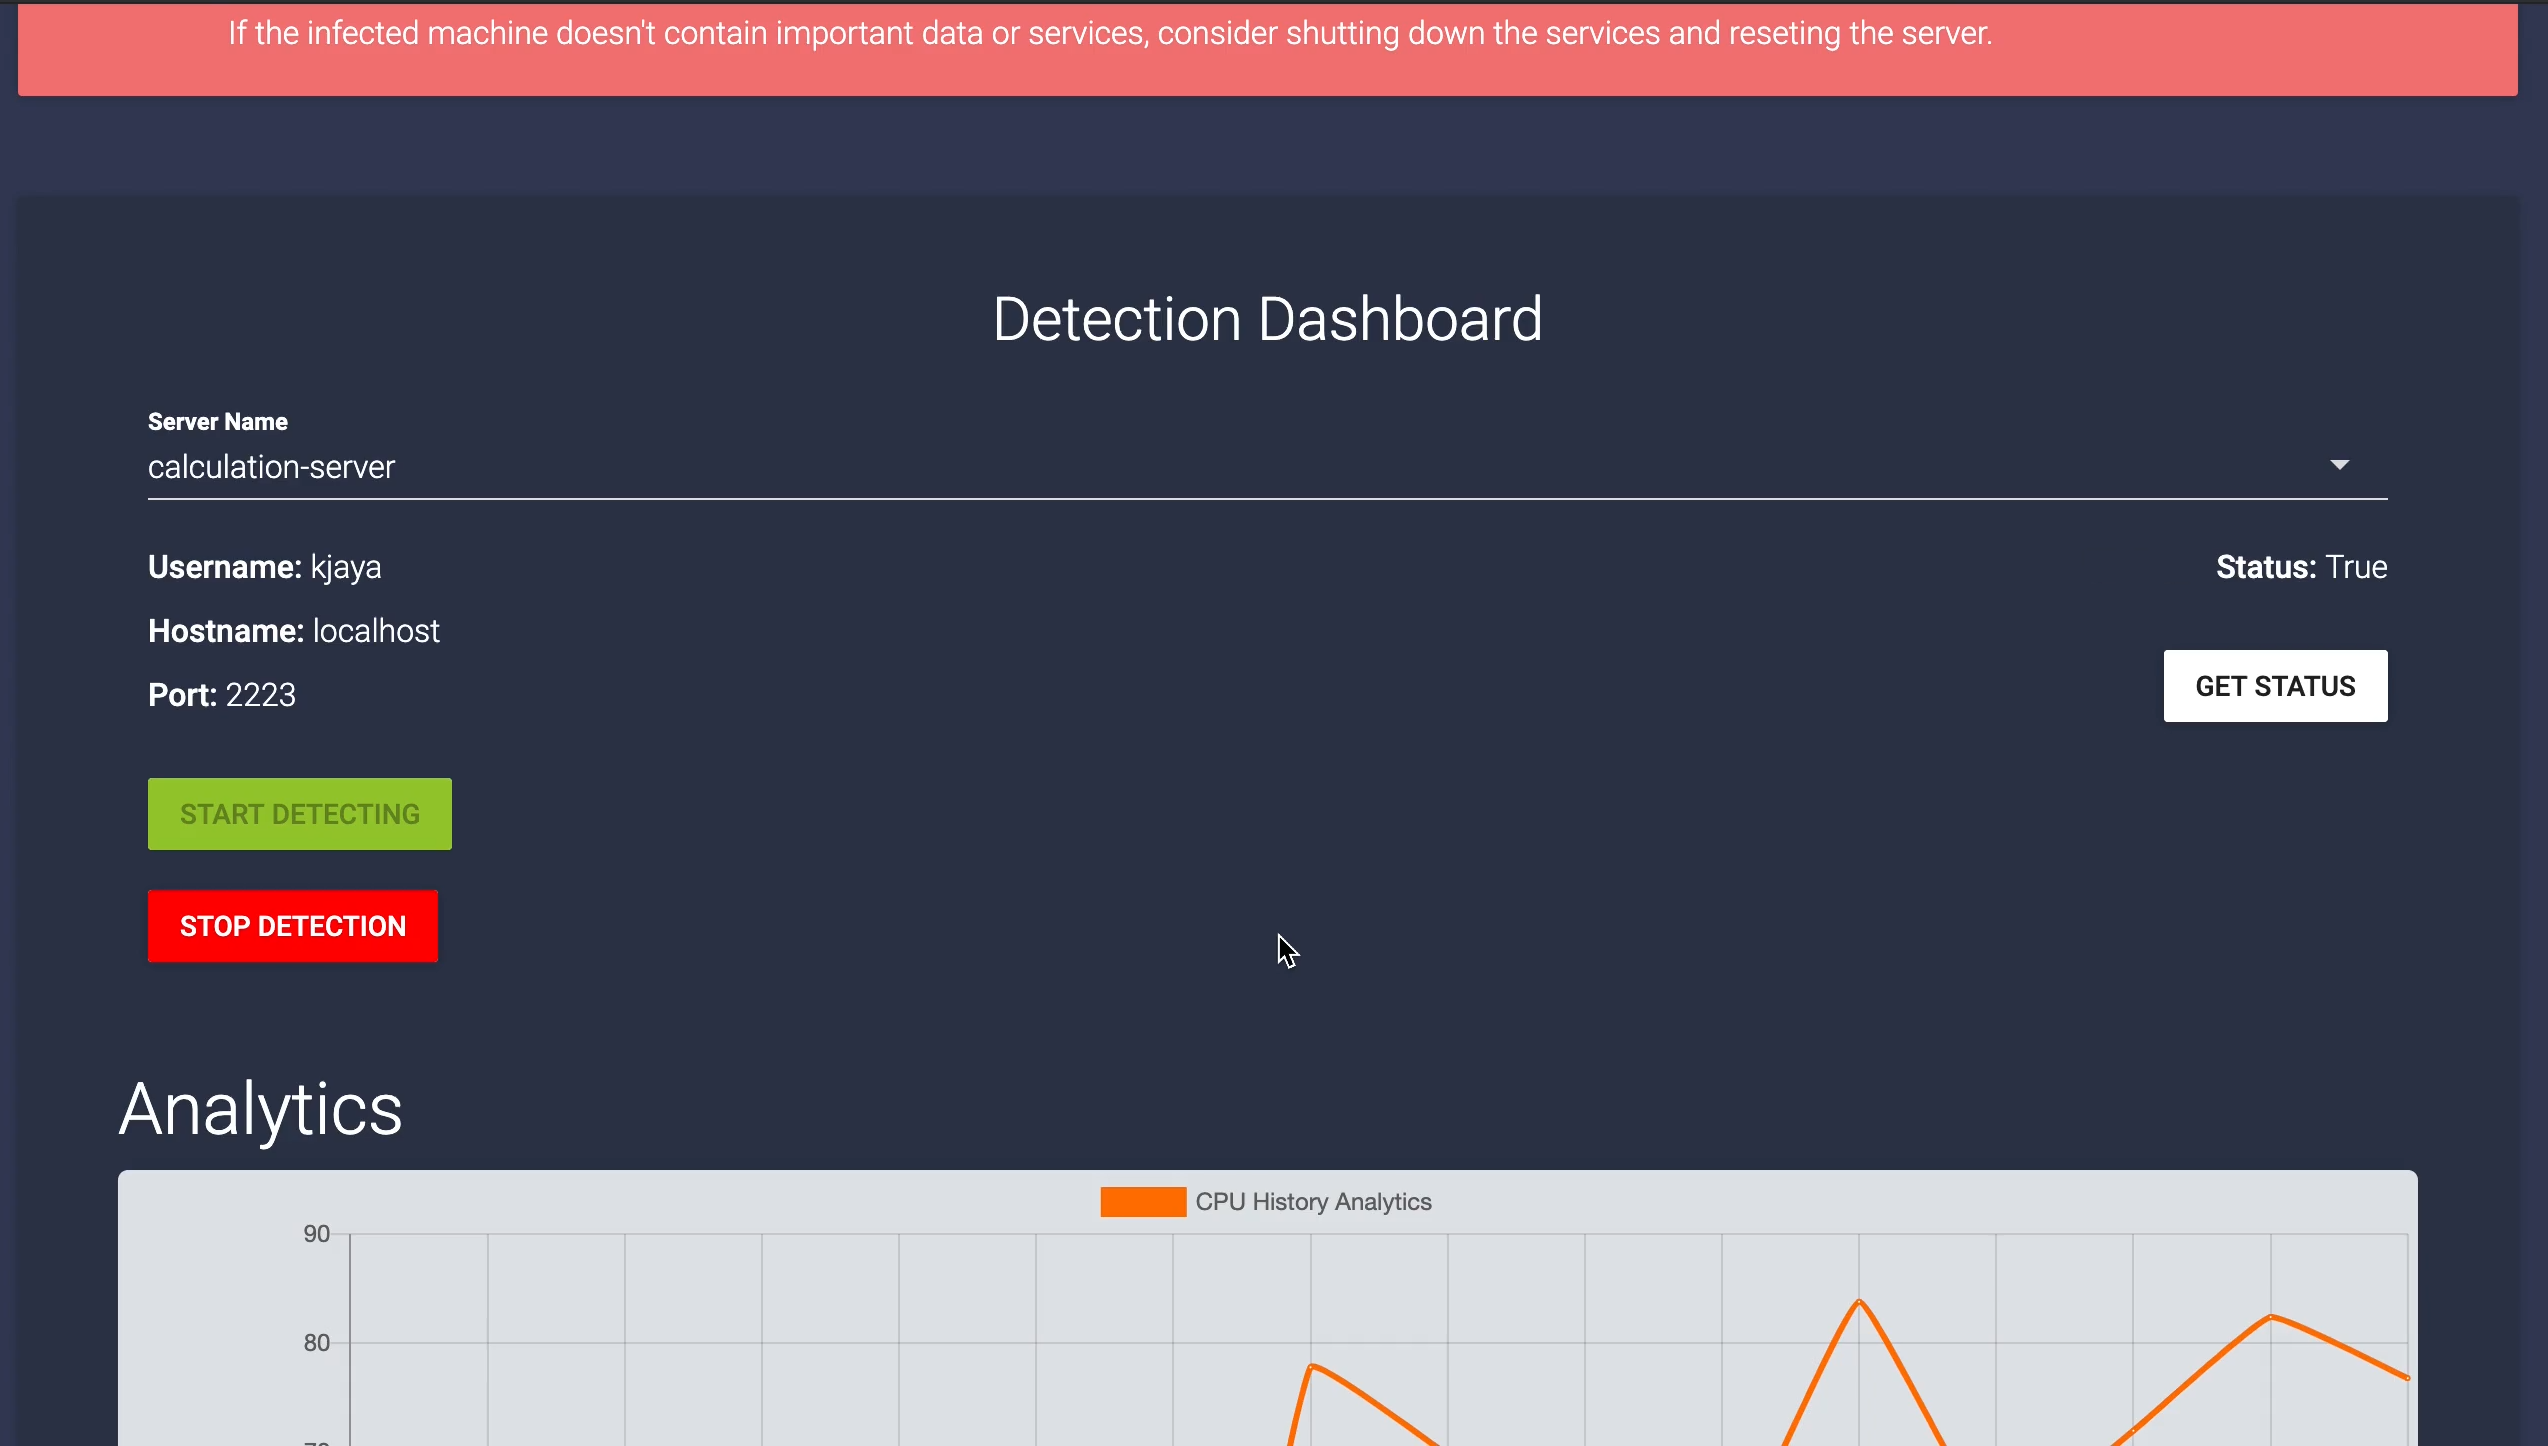 If the infected machine doesn't contain important data or services, consider shutting down the services and reseting the server.
Detection Dashboard
Server Name
calculation-server
Username: kjaya
Status: True
Hostname: localhost
Port: 2223
GET STATUS
START DETECTING
STOP DETECTION
Analytics
CPU History Analytics
90
80